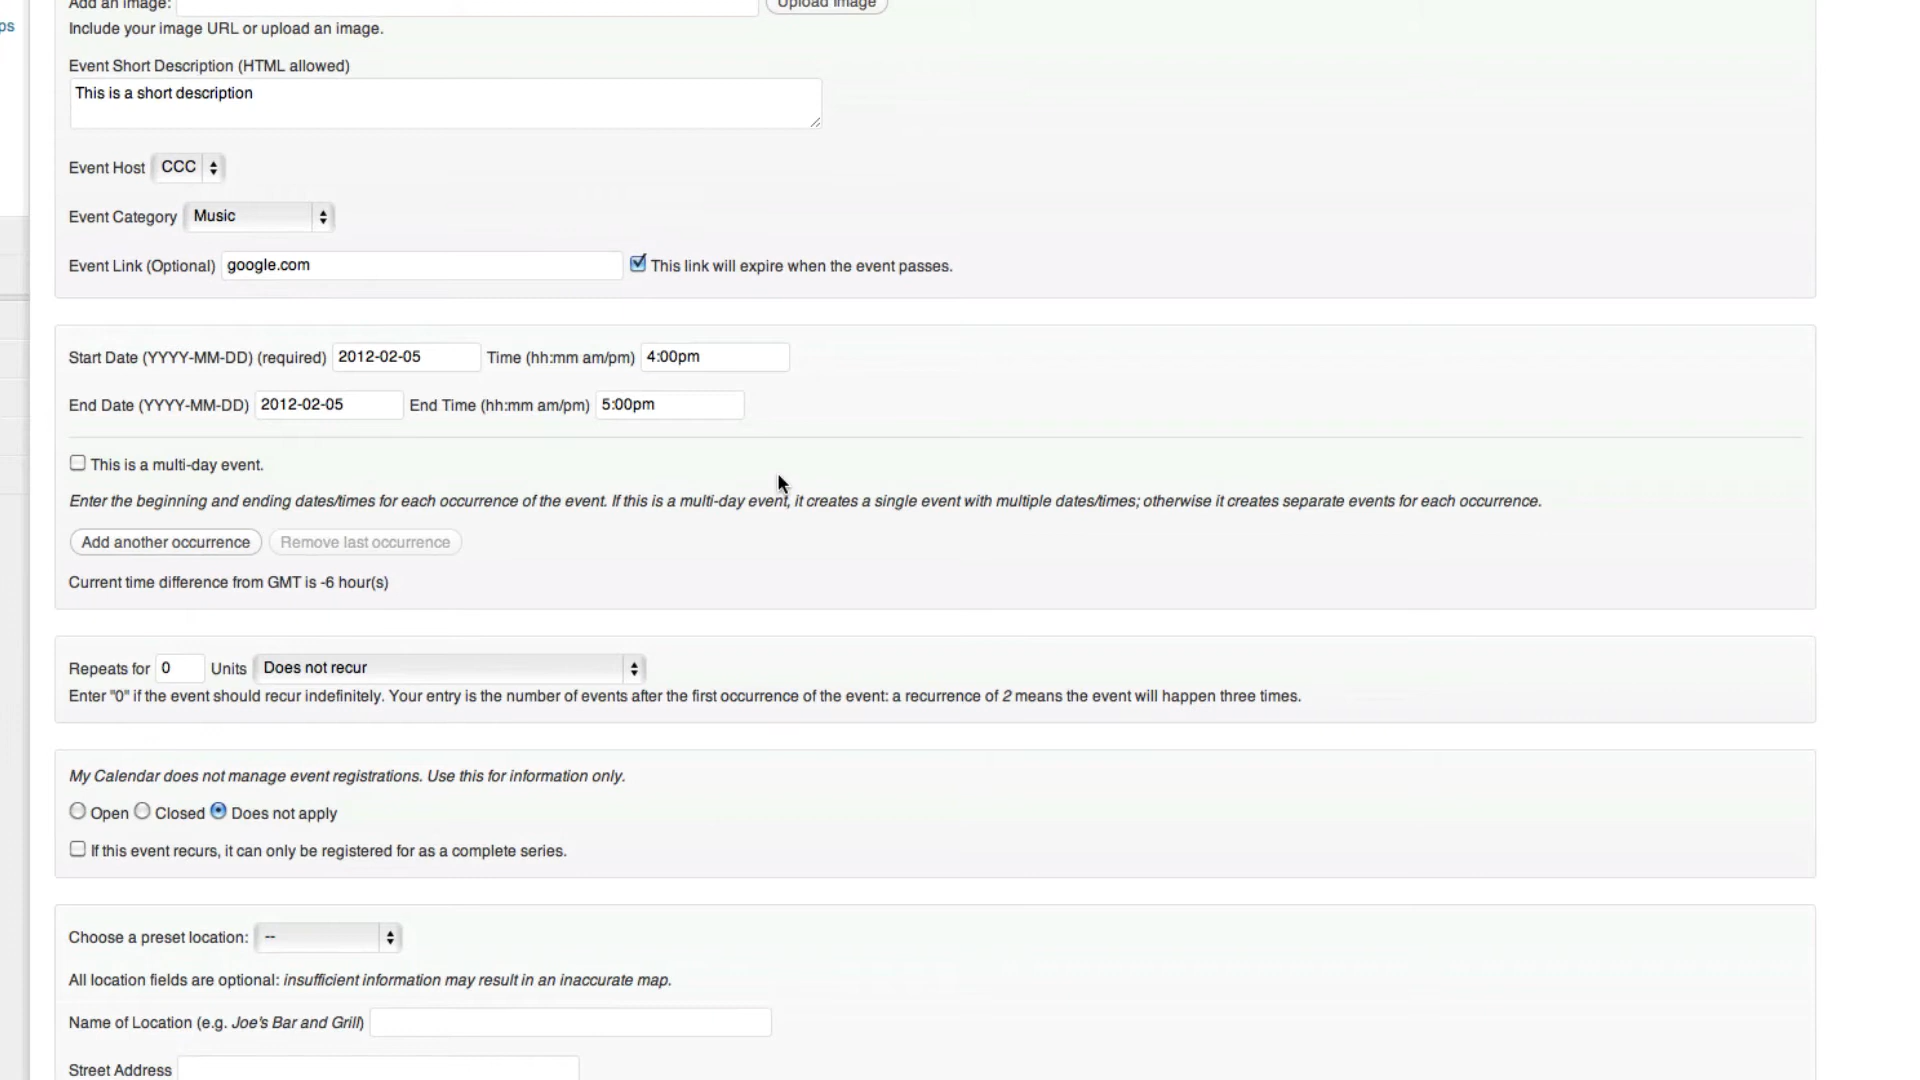 Add an image: Upload Image
ps
Include your image URL or upload an image.
Event Short Description (HTML allowed)
This is a short description
Event Host CCC
Event Category Music
Event Link (Optional) google.com This link will expire when the event passes.
Start Date (YYYY-MM-DD) (required) 2012-02-05 Time (hh:mm am/pm) 4:00pm
End Date (YYYY-MM-DD) 2012-02-05 End Time (hh:mm am/pm) 5:00pm
This is a multi-day event.
Enter the beginning and ending dates/times for each occurrence of the event. If this is a multi-day event, it creates a single event with multiple dates/times; otherwise it creates separate events for each occurrence.
Add another occurrence Remove last occurrence
Current time difference from GMT is -6 hour(s)
Repeats for 0 Units Does not recur
Enter "0" if the event should recur indefinitely. Your entry is the number of events after the first occurrence of the event: a recurrence of 2 means the event will happen three times.
My Calendar does not manage event registrations. Use this for information only.
Open Closed Does not apply
If this event recurs, it can only be registered for as a complete series.
Choose a preset location: --
All location fields are optional: insufficient information may result in an inaccurate map.
Name of Location (e.g. Joe's Bar and Grill)
Street Address